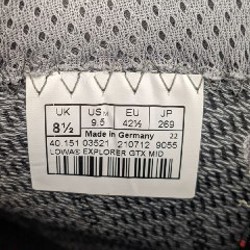 UK US M EU JP
8½ 9.5 42½ 269
Made in Germany 22
40.151 03521 210712 9055
LOWA® EXPLORER GTX MID